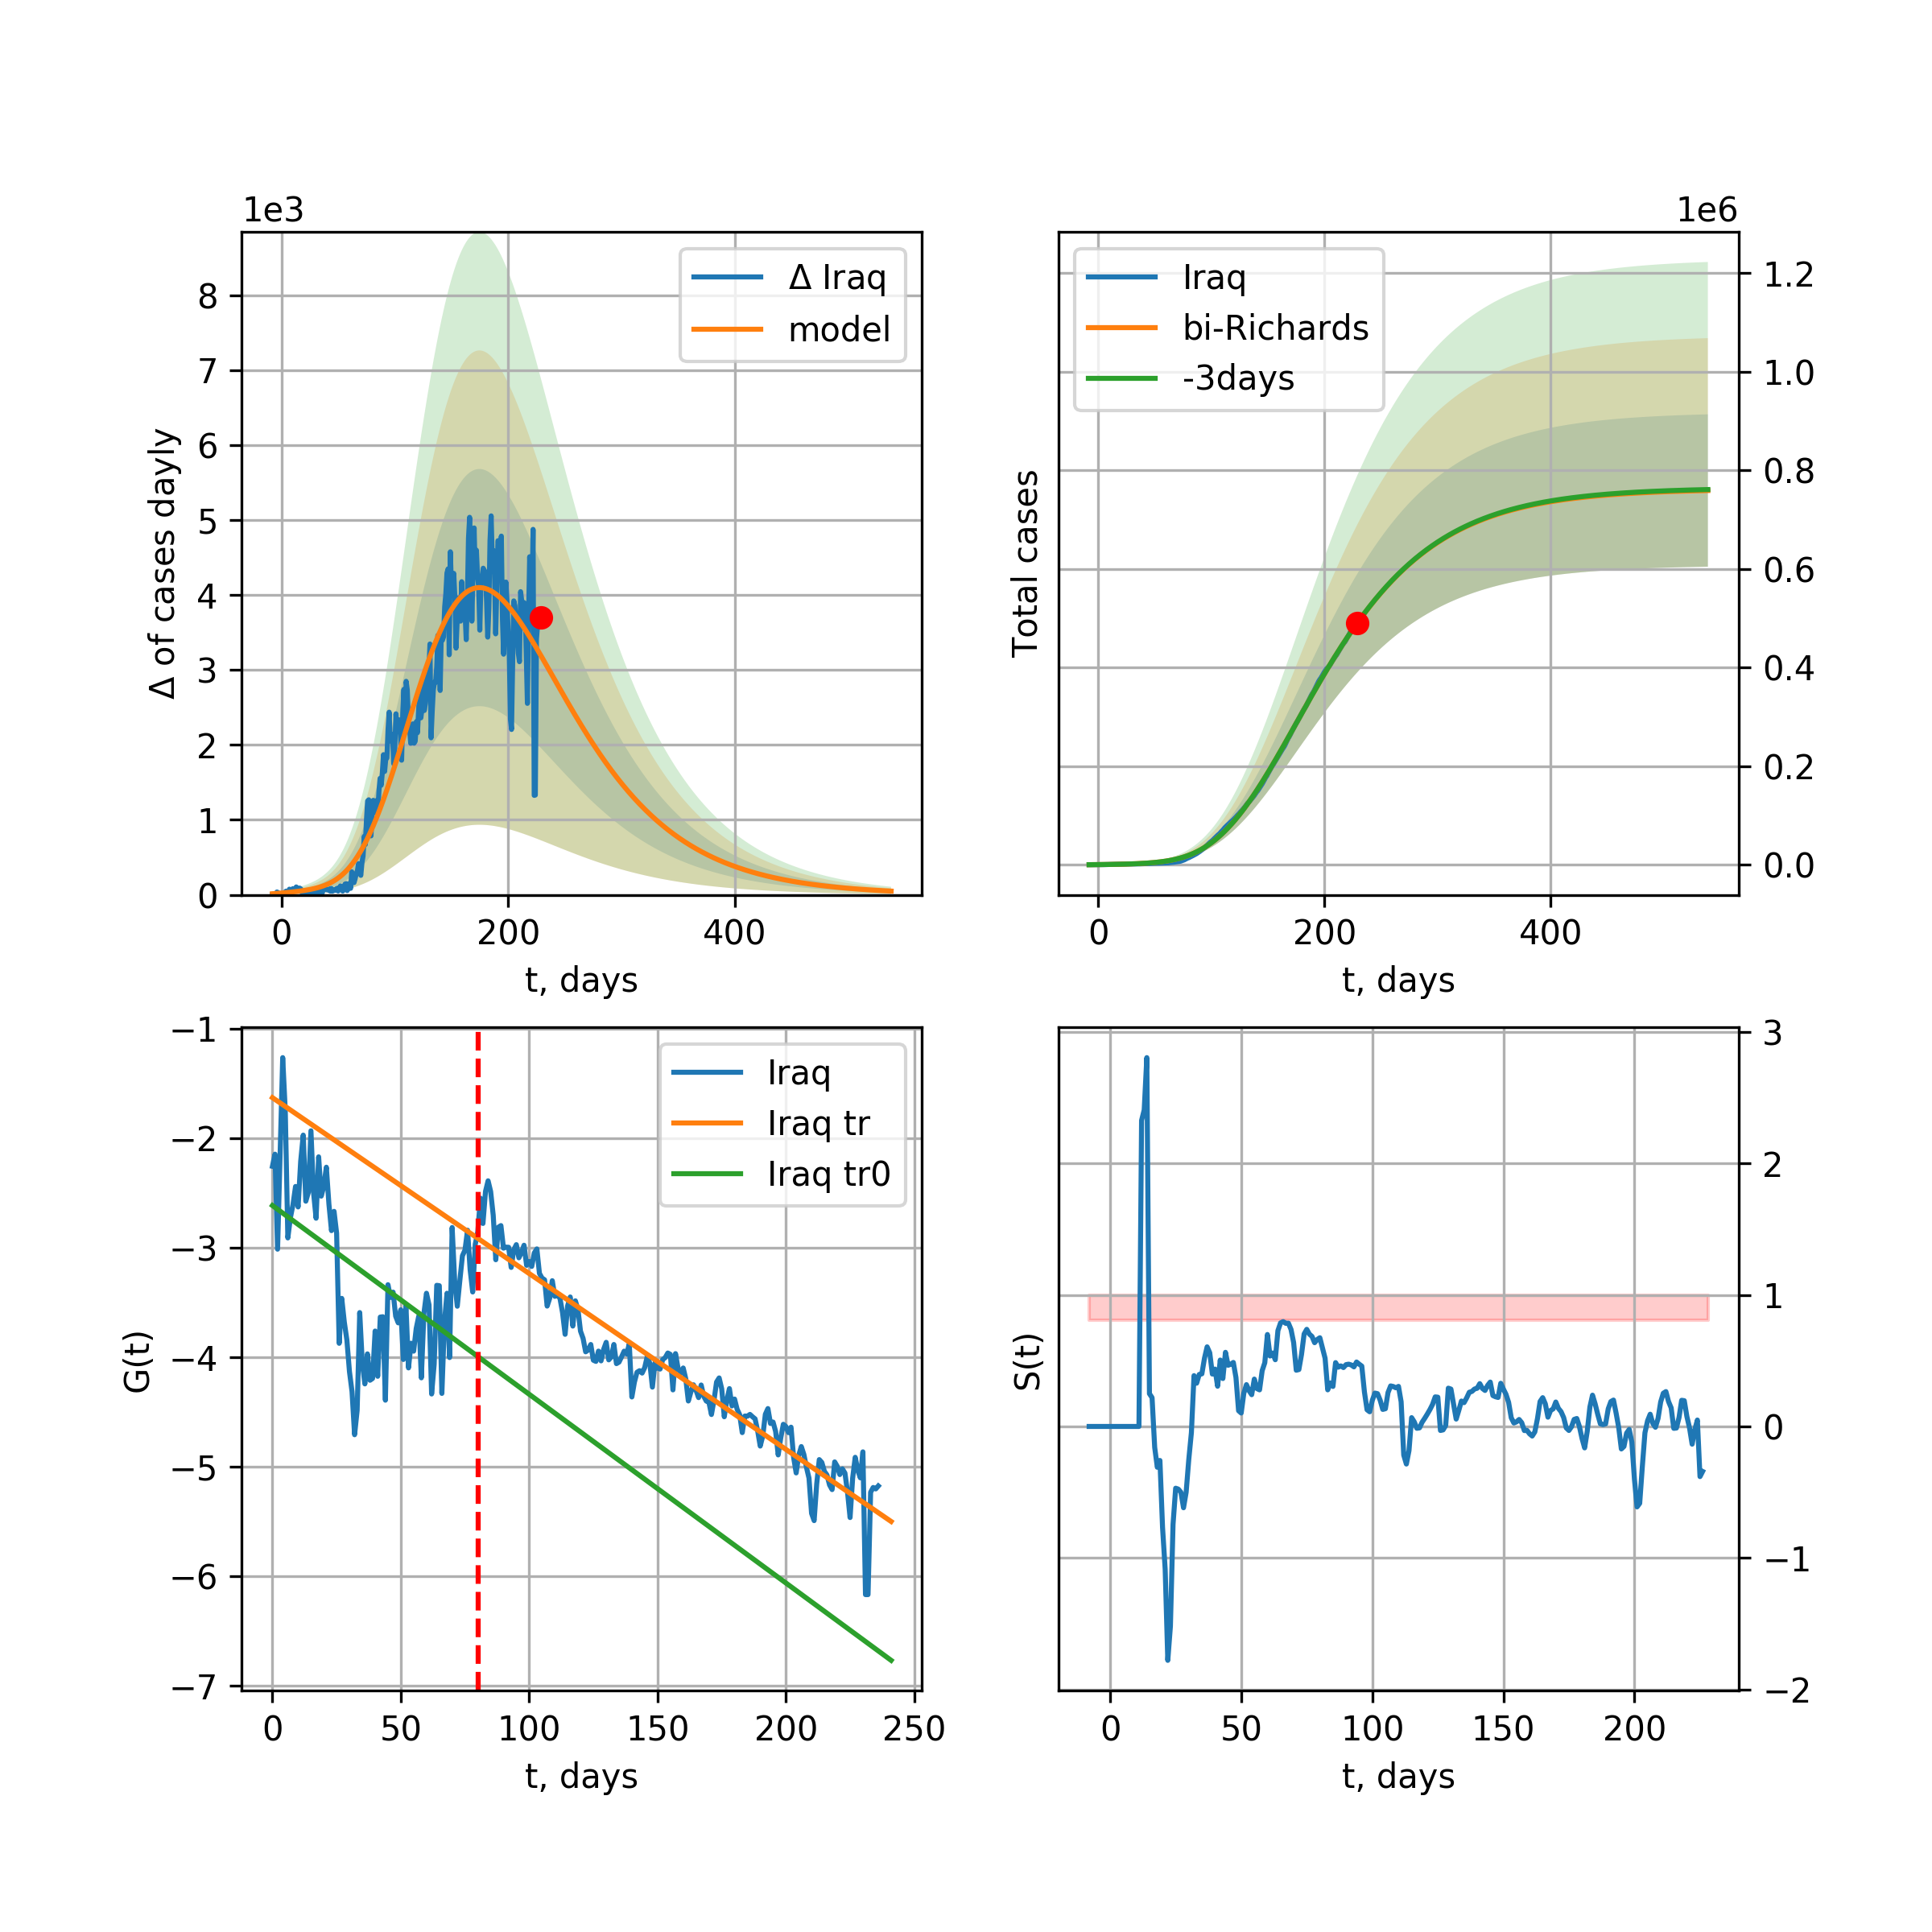 1e3
Δ of cases dayly
8
7
6
5
4
3
2
1
0
0 200 400
t, days
Δ Iraq
model
1e6
Total cases
1.2
1.0
0.8
0.6
0.4
0.2
0.0
0 200 400
t, days
Iraq
bi-Richards
-3days
G(t)
−1
−2
−3
−4
−5
−6
−7
0 50 100 150 200 250
t, days
Iraq
Iraq tr
Iraq tr0
S(t)
3
2
1
0
−1
−2
0 50 100 150 200
t, days